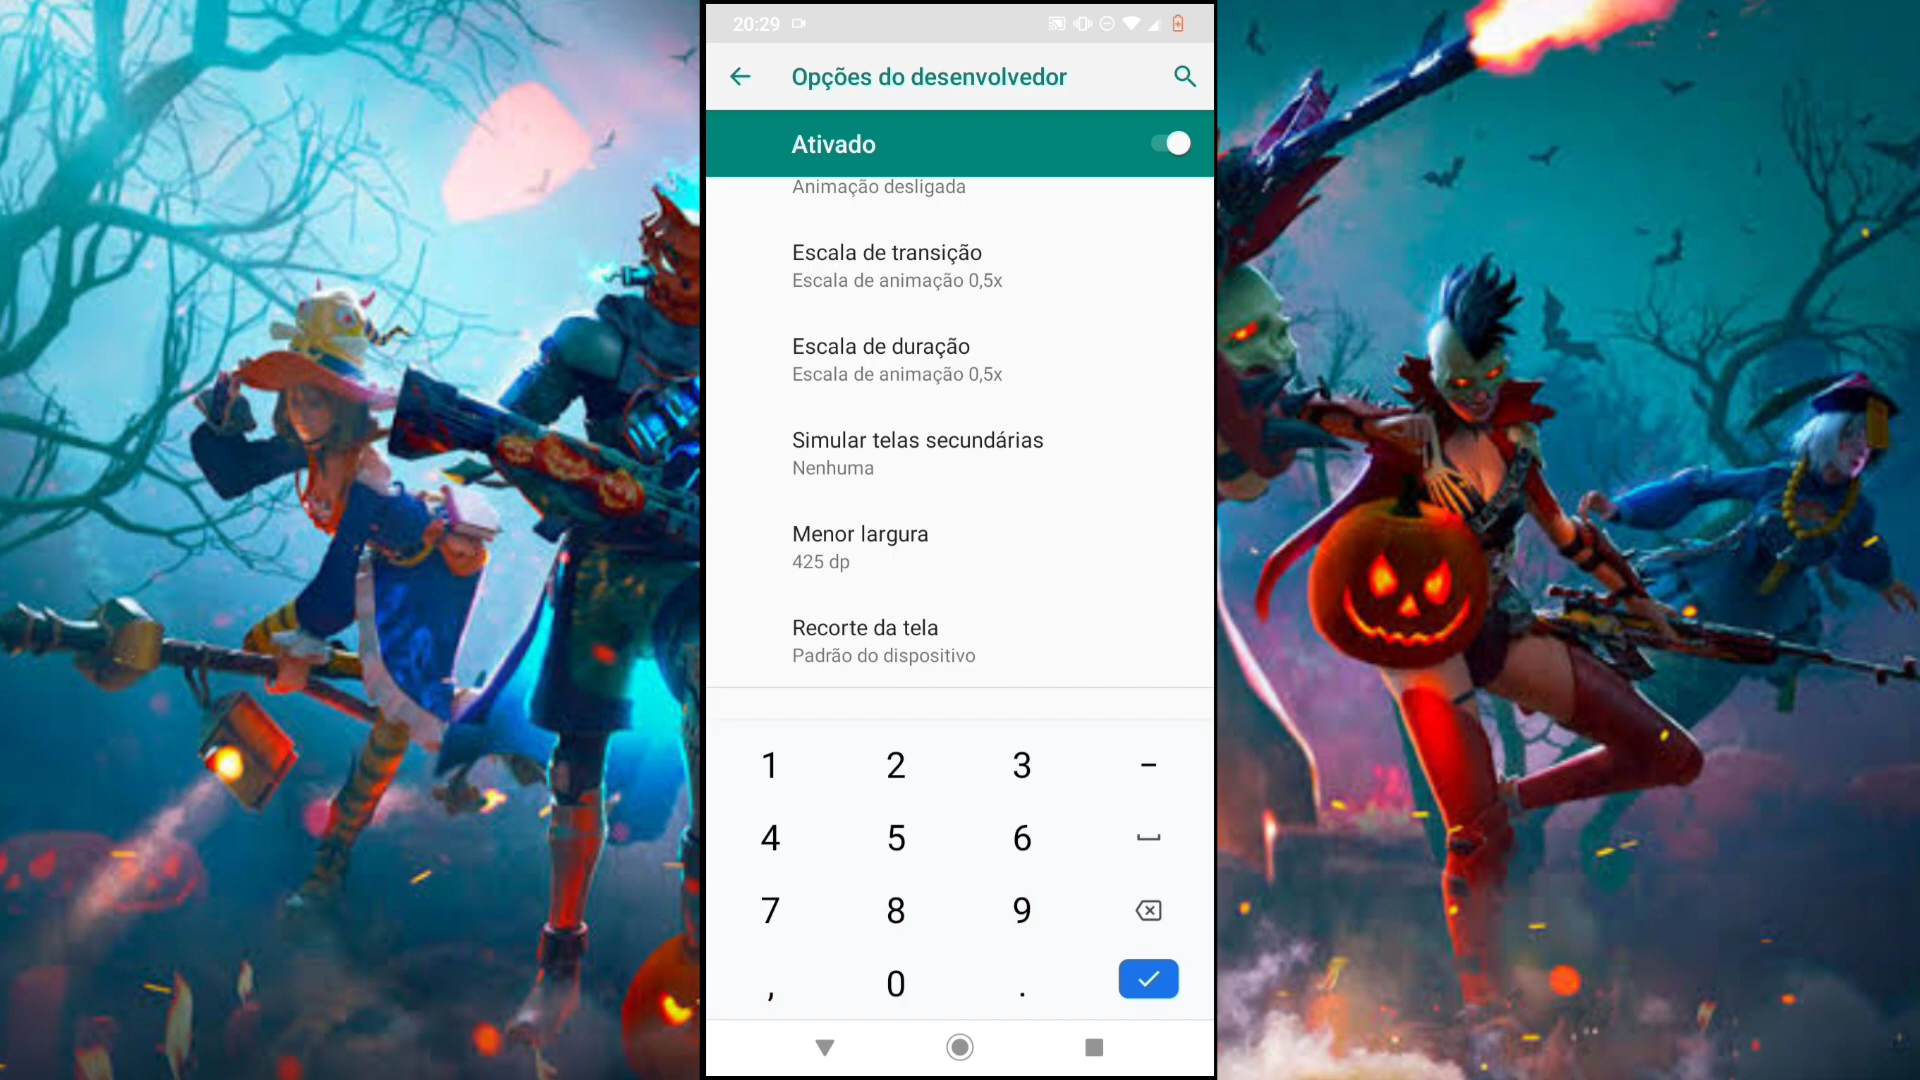 20:29
Opções do desenvolvedor
Ativado
Animação desligada
Escala de transição
Escala de animação 0,5x
Escala de duração
Escala de animação 0,5x
Simular telas secundárias
Nenhuma
Menor largura
425 dp
Recorte da tela
Padrão do dispositivo
1 2 3 -
4 5 6
7 8 9
, 0 .